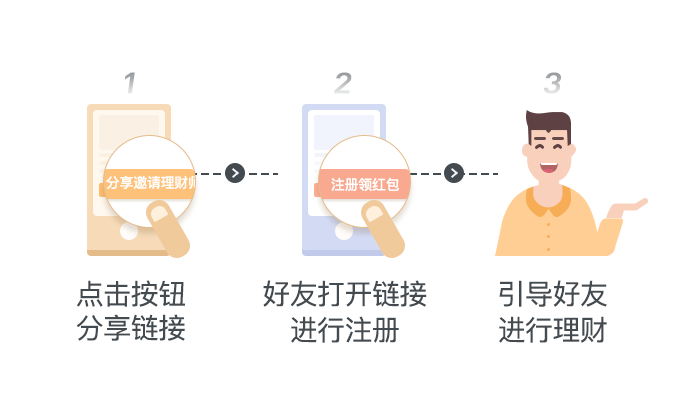 1
2
3
分享邀请理财师
注册领红包
点击按钮
分享链接
好友打开链接
进行注册
引导好友
进行理财